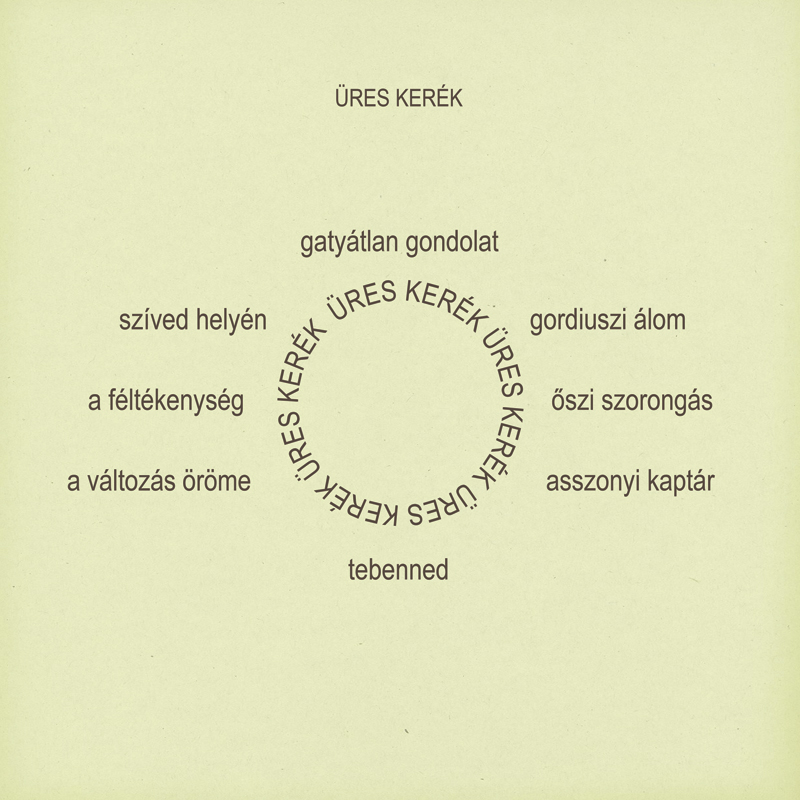 ÜRES KERÉK
gatyátlan gondolat
szíved helyén
gordiuszi álom
ÜRES KERÉK ÜRES KERÉK ÜRES KERÉK ÜRES KERÉK
a féltékenység
őszi szorongás
a változás öröme
asszonyi kaptár
tebenned